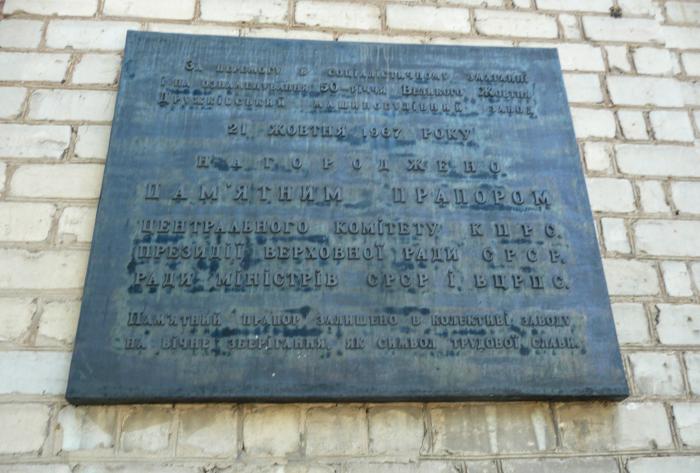 За перемогу в соціалістичному змаганні
і на ознаменування 50-річчя Великого Жовтня
Дружківський машинобудівний завод
21 жовтня 1967 року
НАГОРОДЖЕНО
ПАМ'ЯТНИМ ПРАПОРОМ
ЦЕНТРАЛЬНОГО КОМІТЕТУ КПРС,
ПРЕЗИДІЇ ВЕРХОВНОЇ РАДИ СРСР,
РАДИ МІНІСТРІВ СРСР І ВЦРПС.
Пам'ятний прапор залишено в колективі заводу
на вічне зберігання, як символ трудової слави.